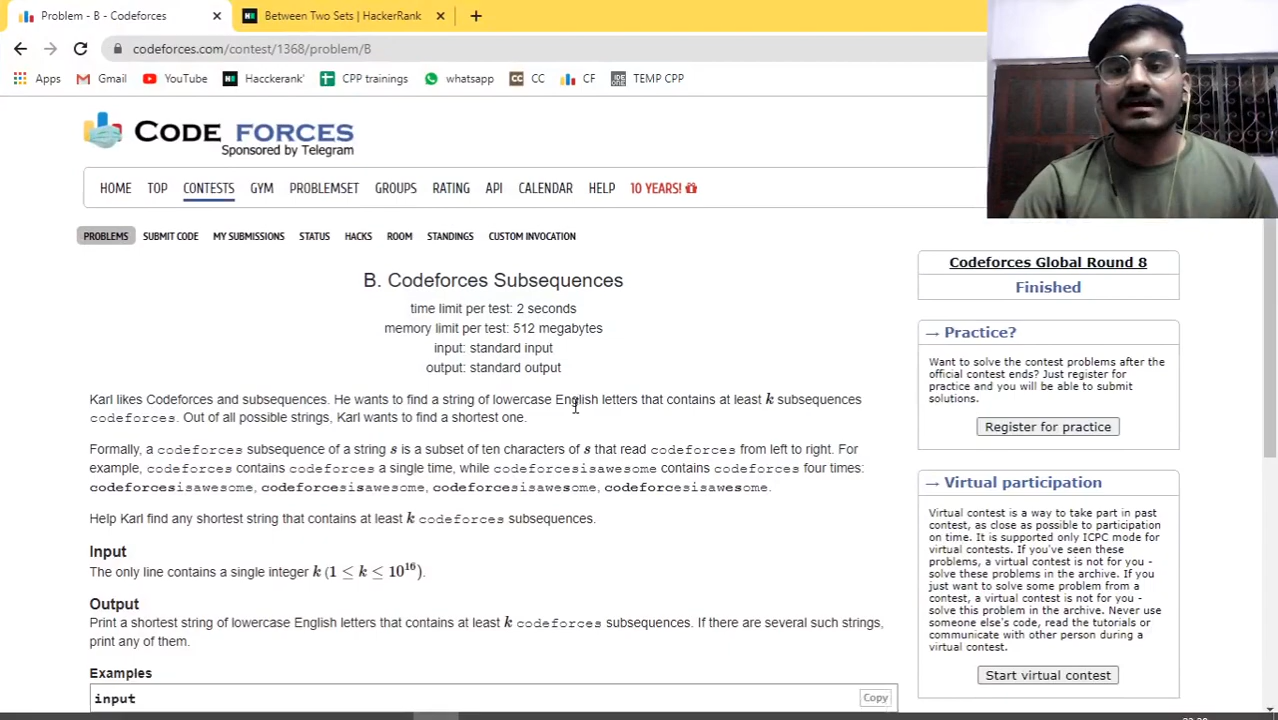 Problem - B - Codeforces
Between Two Sets | HackerRank
codeforces.com/contest/1368/problem/B
Apps Gmail YouTube Hacckerank' CPP trainings whatsapp CC CF TEMP CPP
CODE FORCES
Sponsored by Telegram
HOME TOP CONTESTS GYM PROBLEMSET GROUPS RATING API CALENDAR HELP 10 YEARS!
PROBLEMS SUBMIT CODE MY SUBMISSIONS STATUS HACKS ROOM STANDINGS CUSTOM INVOCATION
B. Codeforces Subsequences
time limit per test: 2 seconds
memory limit per test: 512 megabytes
input: standard input
output: standard output
Karl likes Codeforces and subsequences. He wants to find a string of lowercase English letters that contains at least k subsequences
codeforces. Out of all possible strings, Karl wants to find a shortest one.
Formally, a codeforces subsequence of a string s is a subset of ten characters of s that read codeforces from left to right. For
example, codeforces contains codeforces a single time, while codeforcesisawesome contains codeforces four times:
codeforcesisawesome, codeforcesisawesome, codeforcesisawesome, codeforcesisawesome.
Help Karl find any shortest string that contains at least k codeforces subsequences.
Input
The only line contains a single integer k (1 ≤ k ≤ 10^16).
Output
Print a shortest string of lowercase English letters that contains at least k codeforces subsequences. If there are several such strings,
print any of them.
Examples
input
Copy
Codeforces Global Round 8
Finished
→ Practice?
Want to solve the contest problems after the
official contest ends? Just register for
practice and you will be able to submit
solutions.
Register for practice
→ Virtual participation
Virtual contest is a way to take part in past
contest, as close as possible to participation
on time. It is supported only ICPC mode for
virtual contests. If you've seen these
problems, a virtual contest is not for you -
solve these problems in the archive. If you
just want to solve some problem from a
contest, a virtual contest is not for you -
solve this problem in the archive. Never use
someone else's code, read the tutorials or
communicate with other person during a
virtual contest.
Start virtual contest